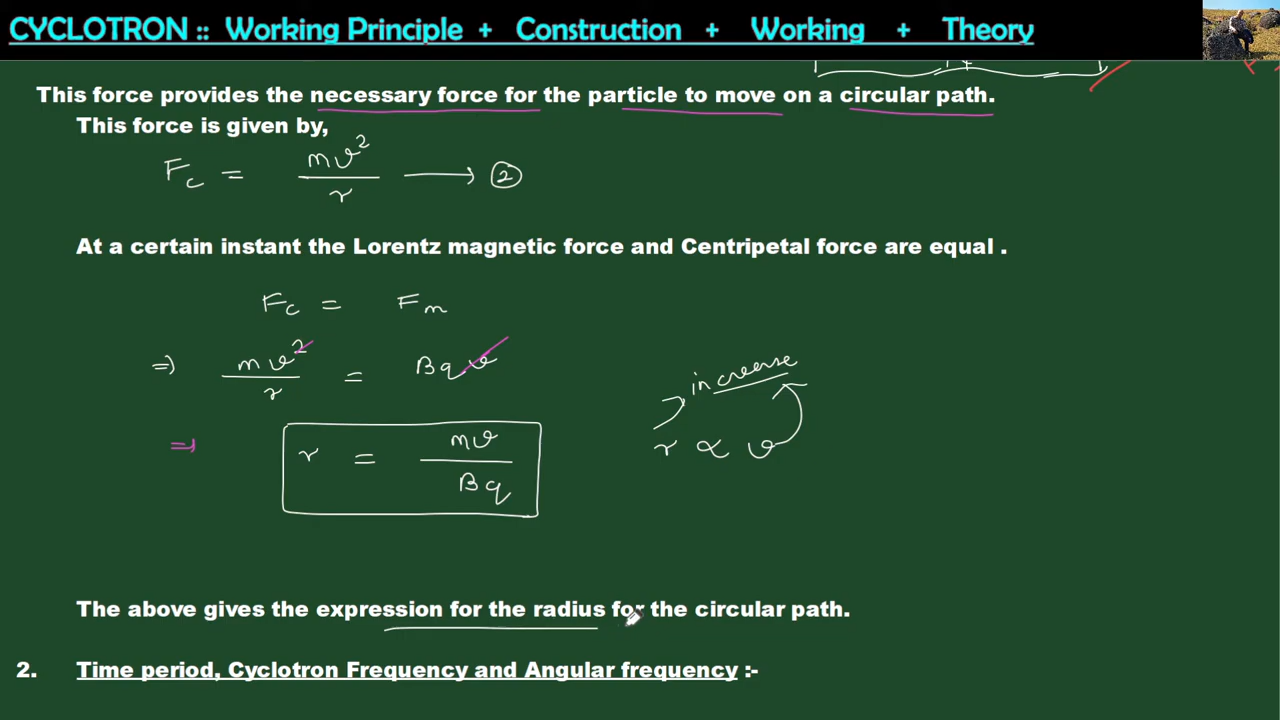 CYCLOTRON :: Working Principle + Construction + Working + Theory
This force provides the necessary force for the particle to move on a circular path.
This force is given by,
Fc = mv²/r ⟶ ②
At a certain instant the Lorentz magnetic force and Centripetal force are equal .
Fc = Fm
⇒ mv²/r = Bqv
increase
⇒ r = mv/Bq
r ∝ v
The above gives the expression for the radius for the circular path.
2. Time period, Cyclotron Frequency and Angular frequency :-